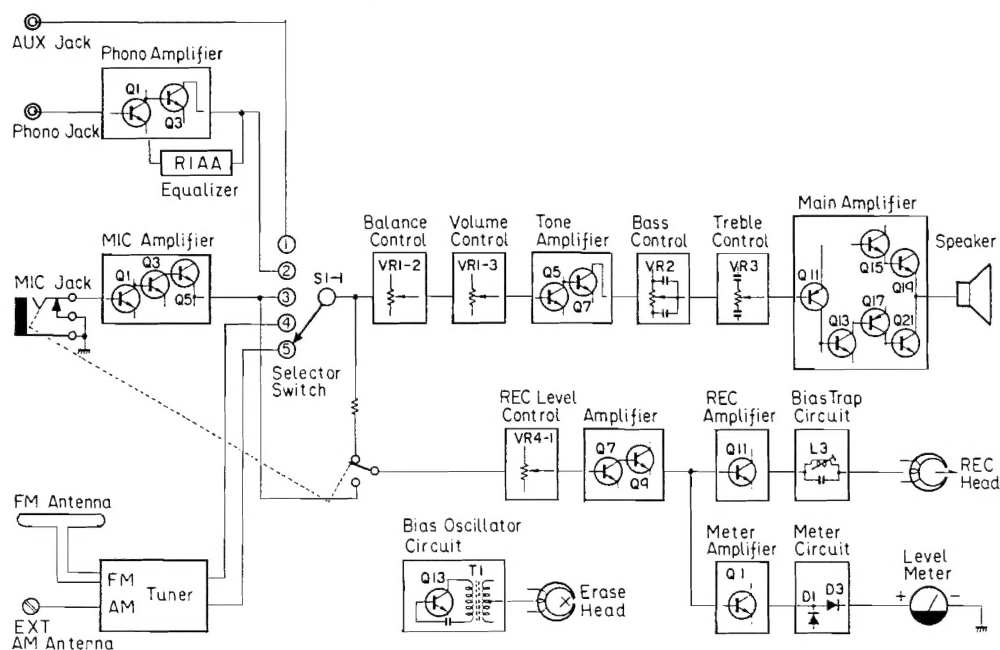 AUX Jack
Phono Amplifier
Q1
Q3
Phono Jack
RIAA
Equalizer
MIC Amplifier
Q1
Q3
Q5
MIC Jack
1
2
3
4
5
S1-1
Selector
Switch
Balance
Control
VR1-2
Volume
Control
VR1-3
Tone
Amplifier
Q5
Q7
Bass
Control
VR2
Treble
Control
VR3
Main Amplifier
Q11
Q13
Q15
Q17
Q19
Q21
Speaker
REC Level
Control
VR4-1
Amplifier
Q7
Q9
REC
Amplifier
Q11
Bias Trap
Circuit
L3
REC
Head
FM Antenna
FM
AM
Tuner
EXT
AM Antenna
Bias Oscillator
Circuit
Q13
T1
Erase
Head
Meter
Amplifier
Q1
Meter
Circuit
D1
D3
Level
Meter
+
-